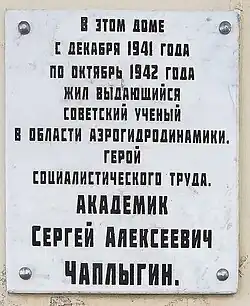 В ЭТОМ ДОМЕ
С ДЕКАБРЯ 1941 ГОДА
ПО ОКТЯБРЬ 1942 ГОДА
ЖИЛ ВЫДАЮЩИЙСЯ
СОВЕТСКИЙ УЧЕНЫЙ
В ОБЛАСТИ АЭРОГИДРОДИНАМИКИ.
ГЕРОЙ
СОЦИАЛИСТИЧЕСКОГО ТРУДА.
АКАДЕМИК
СЕРГЕЙ АЛЕКСЕЕВИЧ
ЧАПЛЫГИН.